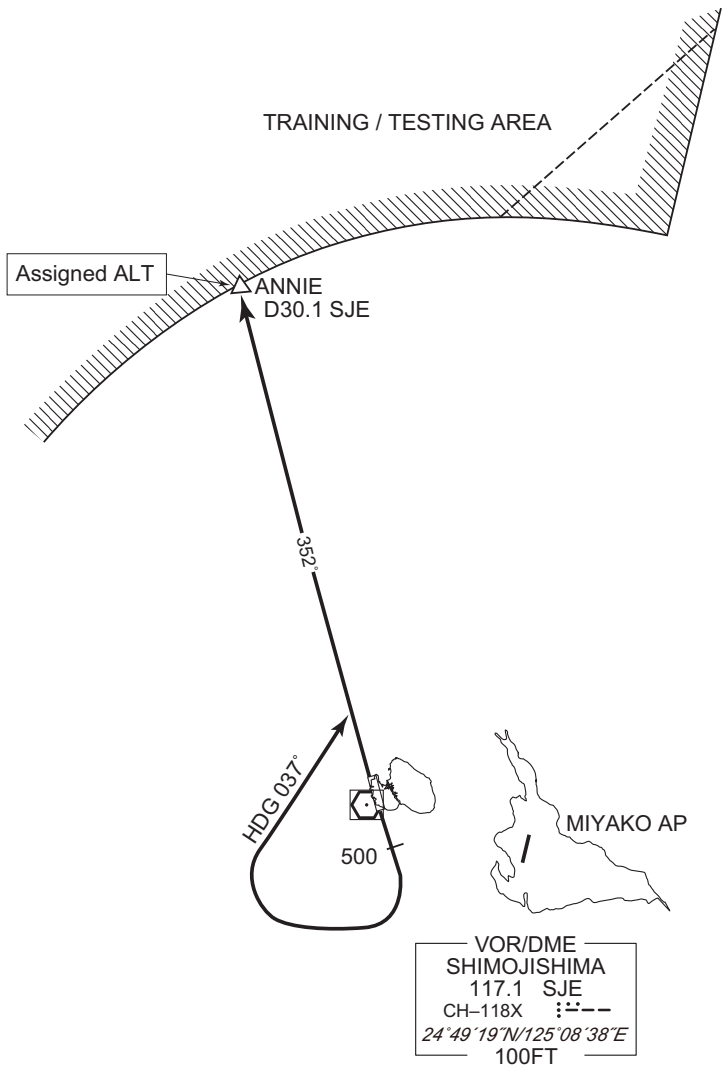 TRAINING / TESTING AREA
Assigned ALT
ANNIE
D30.1 SJE
352°
HDG 037°
500
MIYAKO AP
VOR/DME
SHIMOJISHIMA
117.1 SJE
CH–118X
24°49´19˝N/125°08´38˝E
100FT